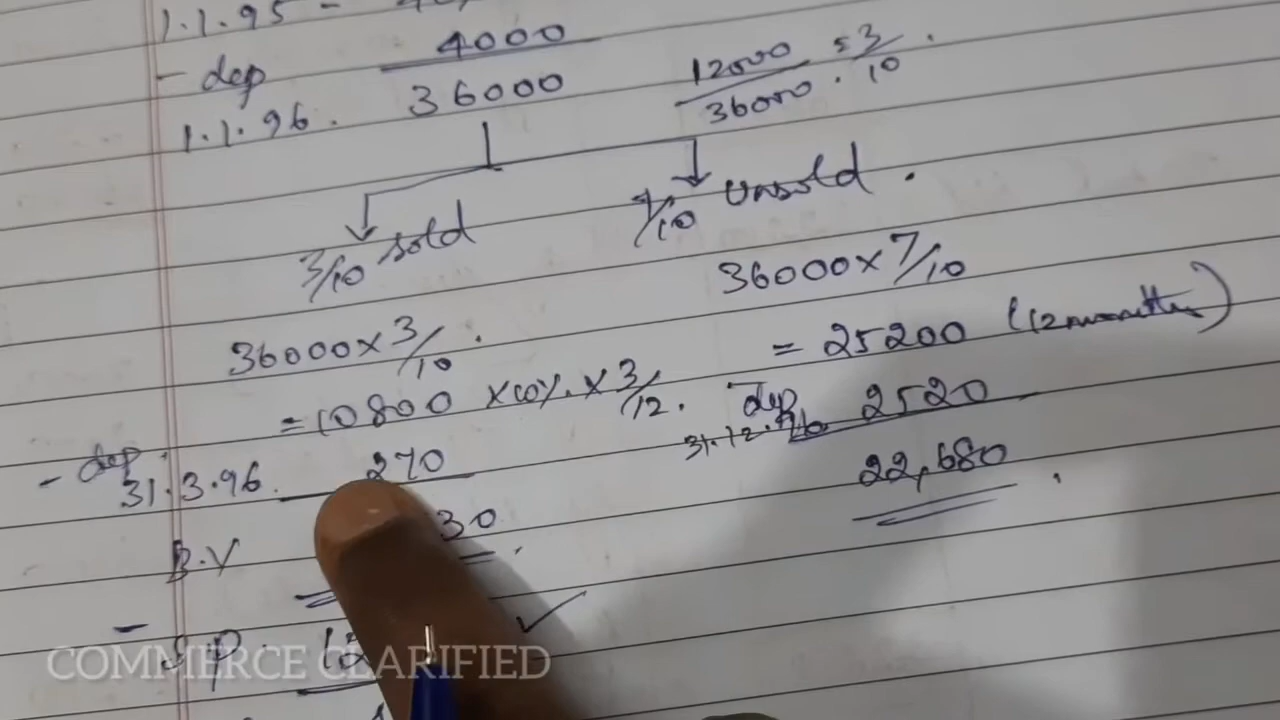 1.1.95 -
- dep 4000
1.1.96. 36000
12000/36000 . = 3/10 .
3/10 sold
7/10 unsold .
36000 x 3/10 .
36000 x 7/10
= 10800 x 10%. x 3/12.
= 25200 (12 months)
- dep 31.3.96. 270
- dep 31.12.96 2520
B.V 30
22,680
- S.P.
COMMERCE CLARIFIED